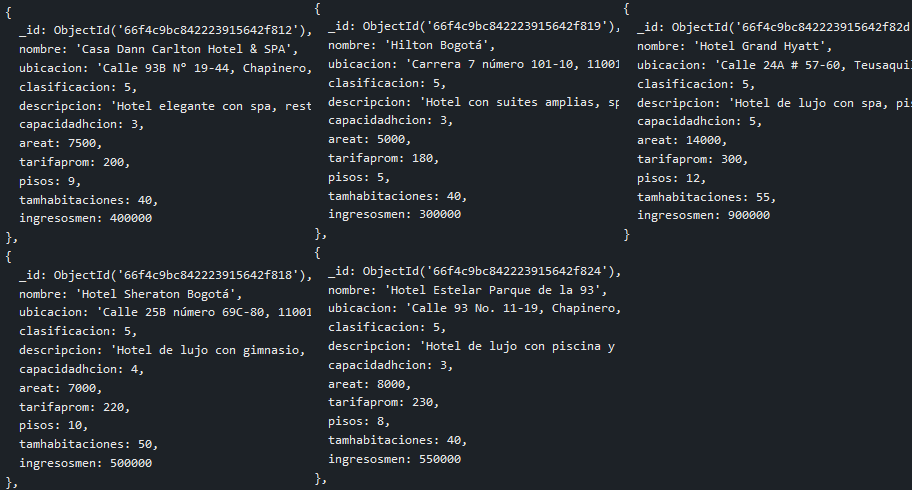 {
_id: ObjectId('66f4c9bc842223915642f812'),
nombre: 'Casa Dann Carlton Hotel & SPA',
ubicacion: 'Calle 93B N° 19-44, Chapinero,
clasificacion: 5,
descripcion: 'Hotel elegante con spa, rest
capacidadhcion: 3,
areat: 7500,
tarifaprom: 200,
pisos: 9,
tamhabitaciones: 40,
ingresosmen: 400000
},
{
_id: ObjectId('66f4c9bc842223915642f818'),
nombre: 'Hotel Sheraton Bogotá',
ubicacion: 'Calle 25B número 69C-80, 11001
clasificacion: 5,
descripcion: 'Hotel de lujo con gimnasio,
capacidadhcion: 4,
areat: 7000,
tarifaprom: 220,
pisos: 10,
tamhabitaciones: 50,
ingresosmen: 500000
},
{
_id: ObjectId('66f4c9bc842223915642f819'),
nombre: 'Hilton Bogotá',
ubicacion: 'Carrera 7 número 101-10, 11001
clasificacion: 5,
descripcion: 'Hotel con suites amplias, sp
capacidadhcion: 3,
areat: 5000,
tarifaprom: 180,
pisos: 5,
tamhabitaciones: 40,
ingresosmen: 300000
},
{
_id: ObjectId('66f4c9bc842223915642f824'),
nombre: 'Hotel Estelar Parque de la 93',
ubicacion: 'Calle 93 No. 11-19, Chapinero,
clasificacion: 5,
descripcion: 'Hotel de lujo con piscina y
capacidadhcion: 3,
areat: 8000,
tarifaprom: 230,
pisos: 8,
tamhabitaciones: 40,
ingresosmen: 550000
},
{
_id: ObjectId('66f4c9bc842223915642f82d
nombre: 'Hotel Grand Hyatt',
ubicacion: 'Calle 24A # 57-60, Teusaquil
clasificacion: 5,
descripcion: 'Hotel de lujo con spa, pis
capacidadhcion: 5,
areat: 14000,
tarifaprom: 300,
pisos: 12,
tamhabitaciones: 55,
ingresosmen: 900000
}